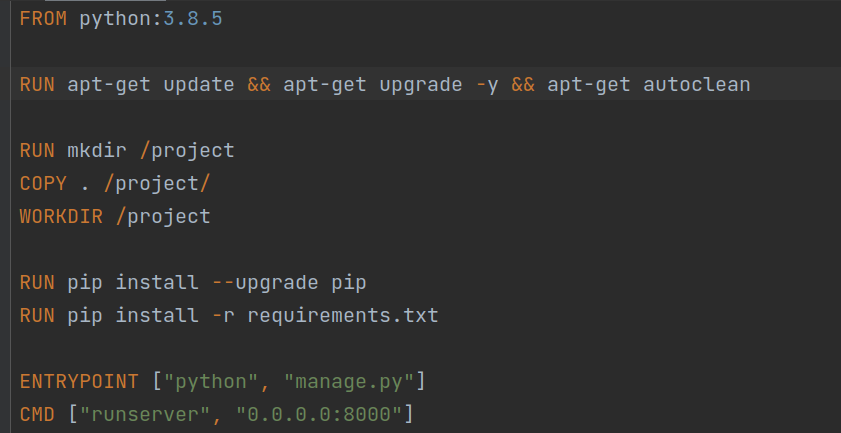 FROM python:3.8.5
RUN apt-get update && apt-get upgrade -y && apt-get autoclean
RUN mkdir /project
COPY . /project/
WORKDIR /project
RUN pip install --upgrade pip
RUN pip install -r requirements.txt
ENTRYPOINT ["python", "manage.py"]
CMD ["runserver", "0.0.0.0:8000"]